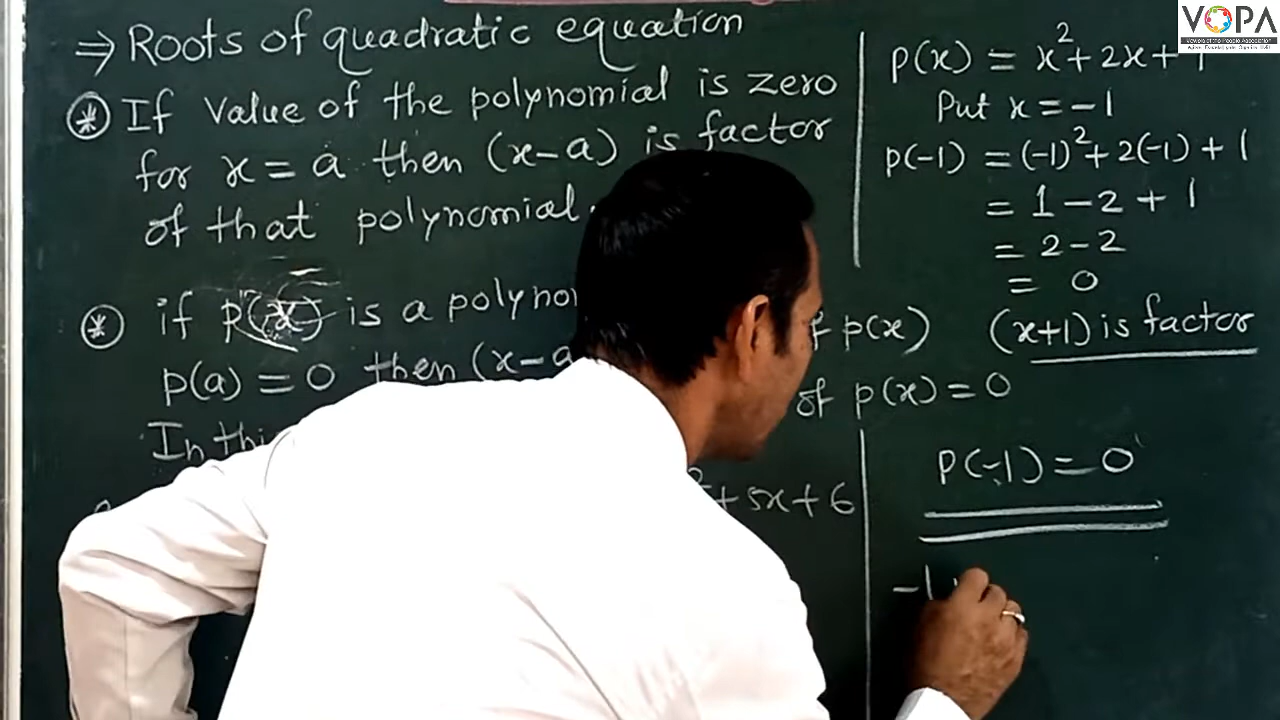 ⇒ Roots of quadratic equation
⊛ If value of the polynomial is zero
for x = a then (x-a) is factor
of that polynomial.
⊛ if p(x) is a
p(a) = 0 then
In
+ 5x + 6
p(x)
of p(x) = 0
VOPA
p(x) = x² + 2x + 1
Put x = -1
p(-1) = (-1)² + 2(-1) + 1
= 1 - 2 + 1
= 2 - 2
= 0
(x+1) is factor
P(-1) = 0
-1